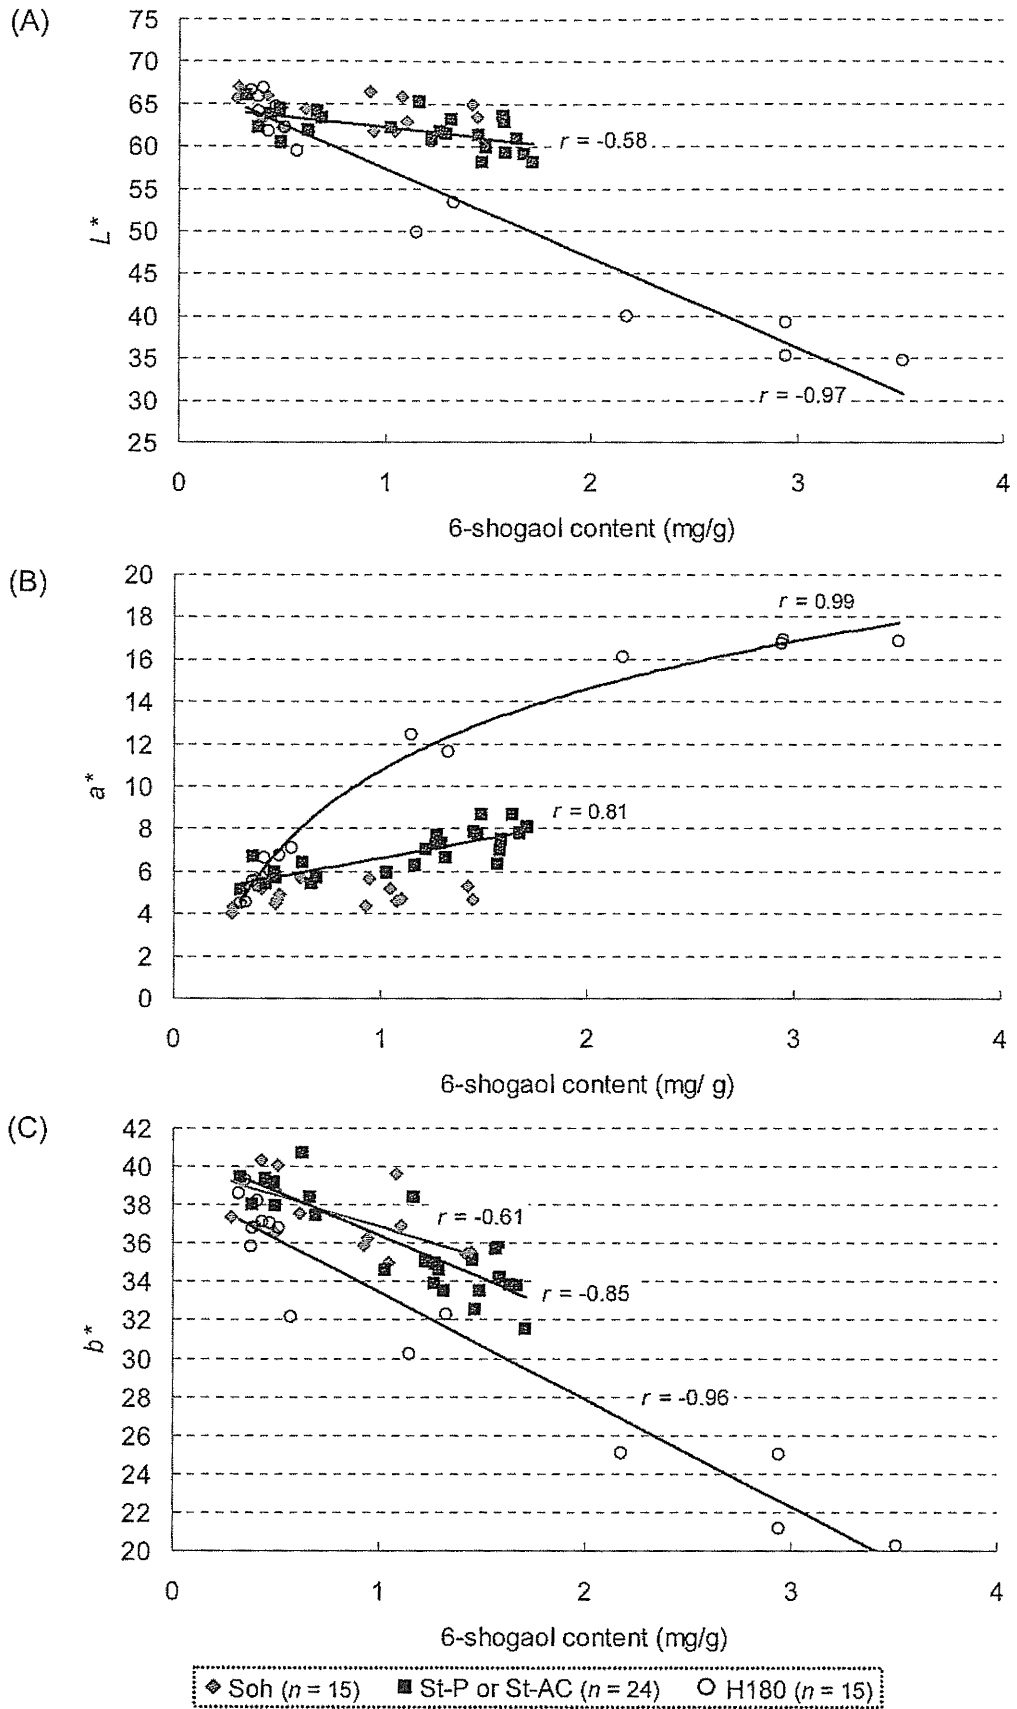 (A)
75
70
65
60
55
50
45
40
35
30
25
L*
r = -0.58
r = -0.97
0 1 2 3 4
6-shogaol content (mg/g)
(B)
20
18
16
14
12
10
8
6
4
2
0
a*
r = 0.99
r = 0.81
0 1 2 3 4
6-shogaol content (mg/ g)
(C)
42
40
38
36
34
32
30
28
26
24
22
20
b*
r = -0.61
r = -0.85
r = -0.96
0 1 2 3 4
6-shogaol content (mg/g)
Soh (n = 15) St-P or St-AC (n = 24) H180 (n = 15)